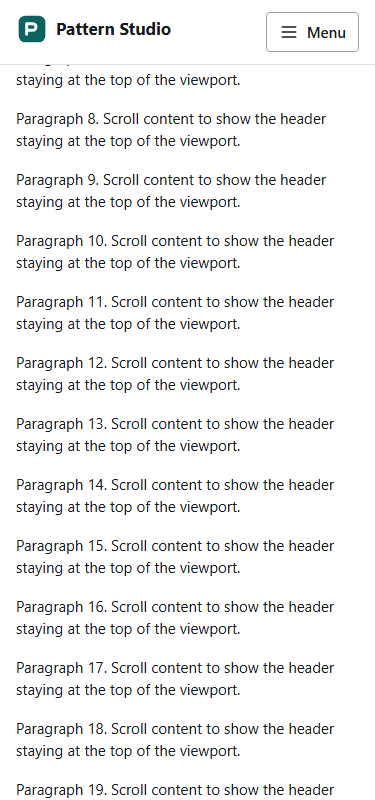 P Pattern Studio
Menu
staying at the top of the viewport.
Paragraph 8. Scroll content to show the header
staying at the top of the viewport.
Paragraph 9. Scroll content to show the header
staying at the top of the viewport.
Paragraph 10. Scroll content to show the header
staying at the top of the viewport.
Paragraph 11. Scroll content to show the header
staying at the top of the viewport.
Paragraph 12. Scroll content to show the header
staying at the top of the viewport.
Paragraph 13. Scroll content to show the header
staying at the top of the viewport.
Paragraph 14. Scroll content to show the header
staying at the top of the viewport.
Paragraph 15. Scroll content to show the header
staying at the top of the viewport.
Paragraph 16. Scroll content to show the header
staying at the top of the viewport.
Paragraph 17. Scroll content to show the header
staying at the top of the viewport.
Paragraph 18. Scroll content to show the header
staying at the top of the viewport.
Paragraph 19. Scroll content to show the header